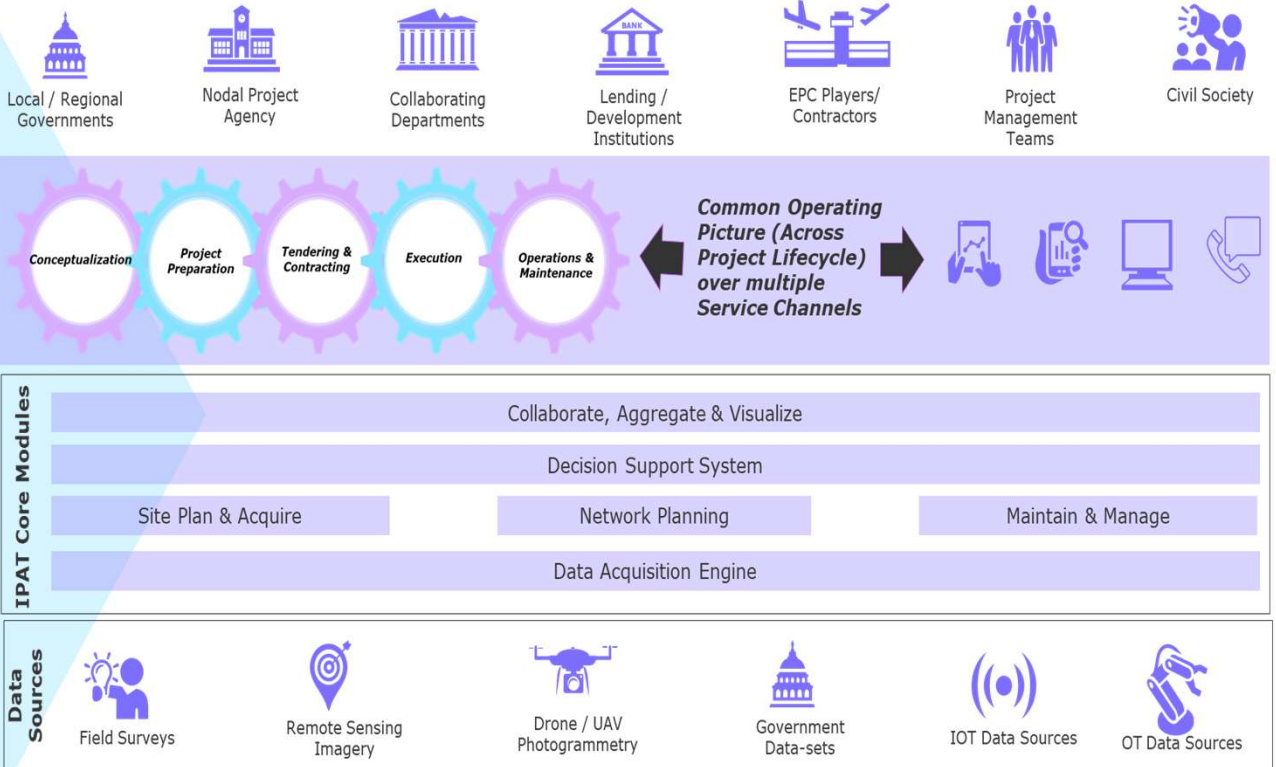 BANK
Local / Regional
Governments
Nodal Project
Agency
Collaborating
Departments
Lending /
Development
Institutions
EPC Players/
Contractors
Project
Management
Teams
Civil Society
Conceptualization
Project
Preparation
Tendering &
Contracting
Execution
Operations &
Maintenance
Common Operating
Picture (Across
Project Lifecycle)
over multiple
Service Channels
IPAT Core Modules
Collaborate, Aggregate & Visualize
Decision Support System
Site Plan & Acquire
Network Planning
Maintain & Manage
Data Acquisition Engine
Data
Sources
Field Surveys
Remote Sensing
Imagery
Drone / UAV
Photogrammetry
Government
Data-sets
IOT Data Sources
OT Data Sources